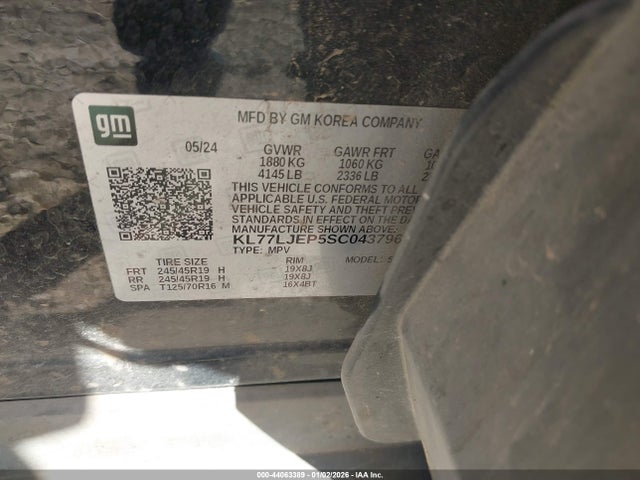 gm
MFD BY GM KOREA COMPANY
05/24 GVWR GAWR FRT
1880 KG 1060 KG
4145 LB 2336 LB
THIS VEHICLE CONFORMS TO ALL
APPLICABLE U.S. FEDERAL MOTOR
VEHICLE SAFETY AND THEFT
STANDARDS IN EFFECT ON
MANUFACTURE SHOWN
KL77LJEP5SC043796
TYPE: MPV MODEL:
TIRE SIZE RIM
FRT 245/45R19 H 19X8J
RR 245/45R19 H 19X8J
SPA T125/70R16 M 16X4BT
000-44063389 - 01/02/2026 - IAA Inc.